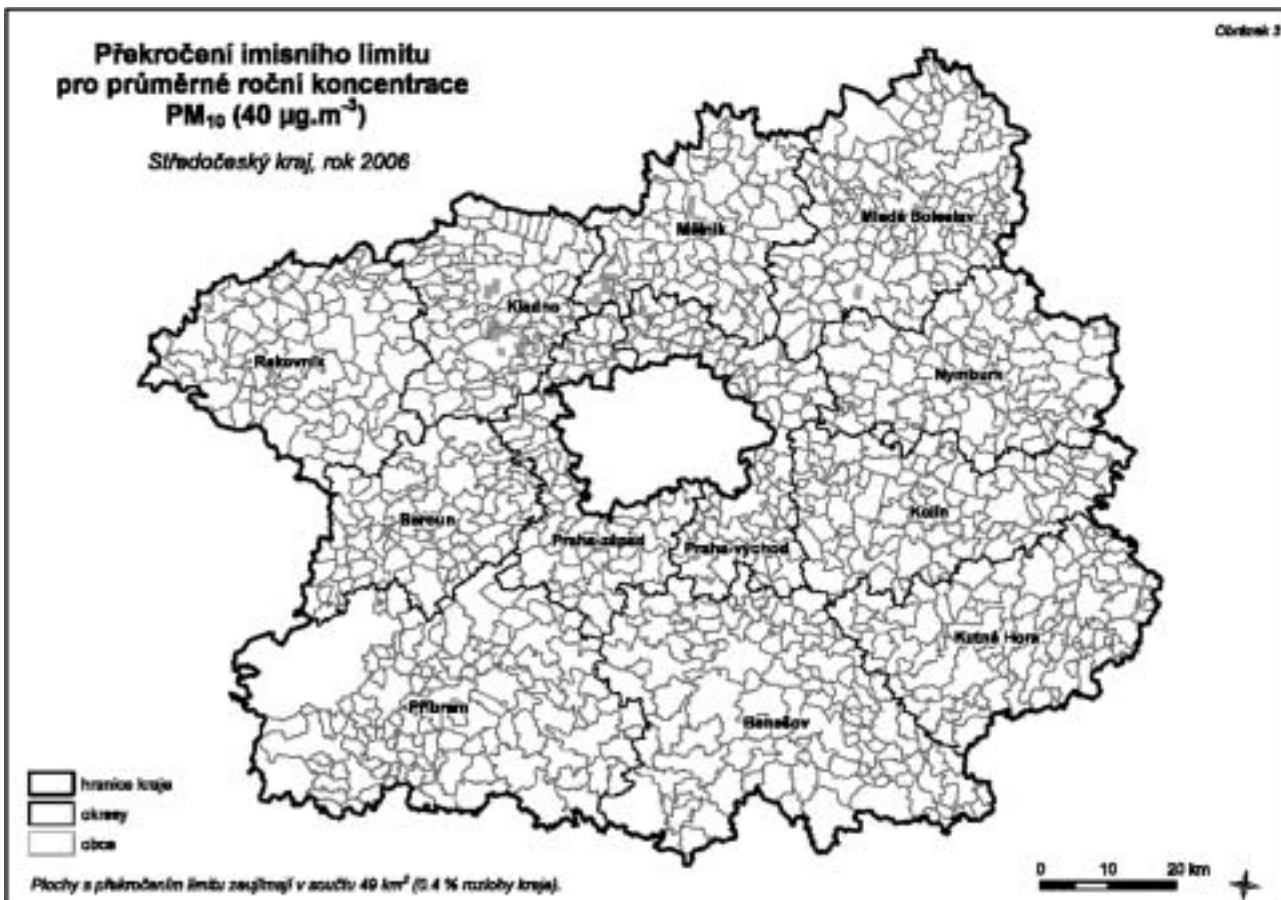 Obrázek 3
Překročení imisního limitu
pro průměrné roční koncentrace
PM₁₀ (40 µg.m⁻³)
Středočeský kraj, rok 2006
Mladá Boleslav
Mělník
Kladno
Rakovník
Nymburk
Beroun
Kolín
Praha-západ
Praha-východ
Kutná Hora
Příbram
Benešov
hranice kraje
okresy
obce
0 10 20 km
Plochy s překročením limitu zaujímají v součtu 49 km² (0.4 % rozlohy kraje).